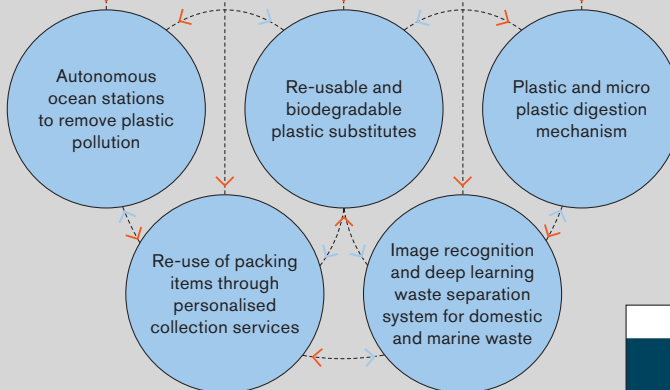 Autonomous
ocean stations
to remove plastic
pollution
Re-usable and
biodegradable
plastic substitutes
Plastic and micro
plastic digestion
mechanism
Re-use of packing
items through
personalised
collection services
Image recognition
and deep learning
waste separation
system for domestic
and marine waste